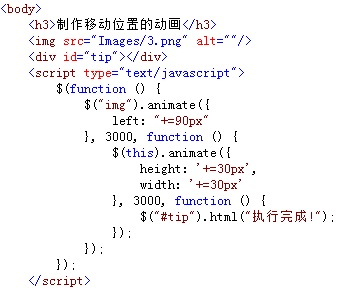 <body>
    <h3>制作移动位置的动画</h3>
    <img src="Images/3.png" alt=""/>
    <div id="tip"></div>
    <script type="text/javascript">
        $(function () {
            $("img").animate({
                left: "+=90px"
            }, 3000, function () {
                $(this).animate({
                    height: '+=30px',
                    width: '+=30px'
                }, 3000, function () {
                    $("#tip").html("执行完成!");
                });
            });
        });
    </script>